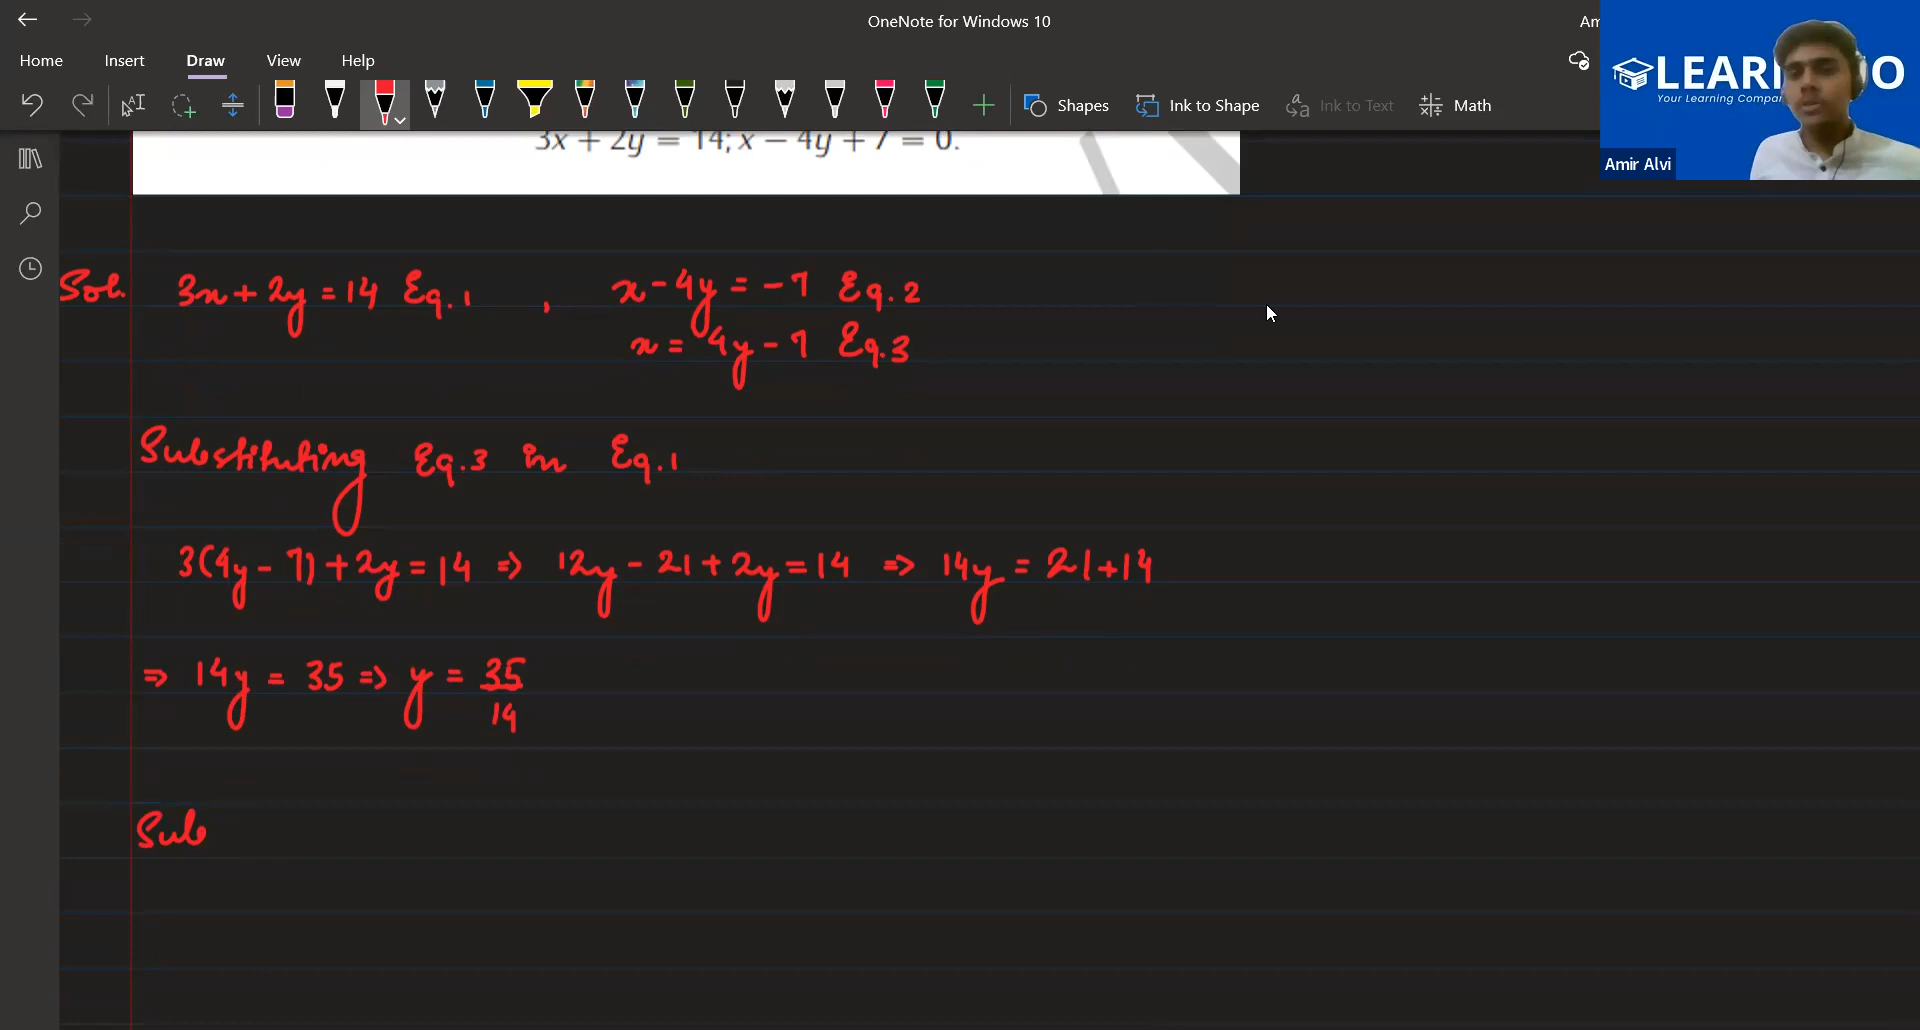 OneNote for Windows 10
Am
Home Insert Draw View Help
Shapes Ink to Shape Ink to Text Math
LEAR O
Your Learning Compa
Amir Alvi
3x + 2y = 14; x − 4y + 7 = 0.
Sol. 3x + 2y = 14 Eq. 1 , x - 4y = -7 Eq. 2
x = 4y - 7 Eq. 3
Substituting Eq. 3 in Eq. 1
3(4y - 7) + 2y = 14 ⇒ 12y - 21 + 2y = 14 ⇒ 14y = 21 + 14
⇒ 14y = 35 ⇒ y = 35/14
Sub